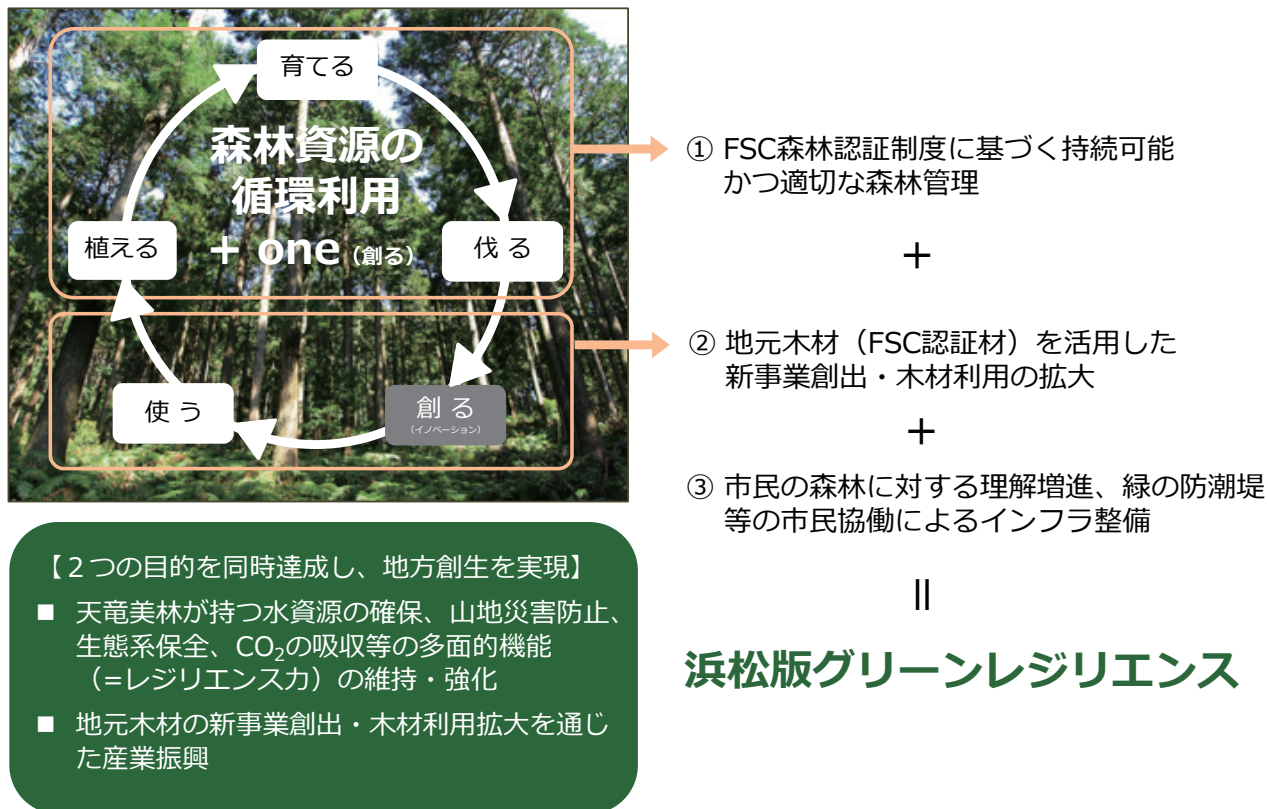 育てる
森林資源の
循環利用
+ one（創る）
植える
伐 る
使 う
創 る
（イノベーション）
① FSC森林認証制度に基づく持続可能
かつ適切な森林管理
＋
② 地元木材（FSC認証材）を活用した
新事業創出・木材利用の拡大
＋
③ 市民の森林に対する理解増進、緑の防潮堤
等の市民協働によるインフラ整備
＝
浜松版グリーンレジリエンス
【２つの目的を同時達成し、地方創生を実現】
■ 天竜美林が持つ水資源の確保、山地災害防止、
生態系保全、CO₂の吸収等の多面的機能
（=レジリエンス力）の維持・強化
■ 地元木材の新事業創出・木材利用拡大を通じ
た産業振興